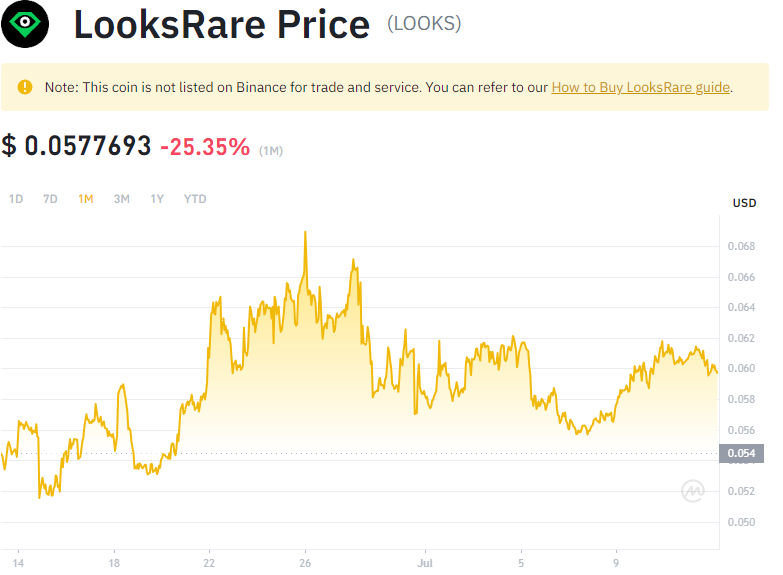 LooksRare Price (LOOKS)
Note: This coin is not listed on Binance for trade and service. You can refer to our How to Buy LooksRare guide.
$ 0.0577693 -25.35% (1M)
1D 7D 1M 3M 1Y YTD
USD
0.068
0.066
0.064
0.062
0.060
0.058
0.056
0.054
0.052
0.050
14 18 22 26 Jul 5 9